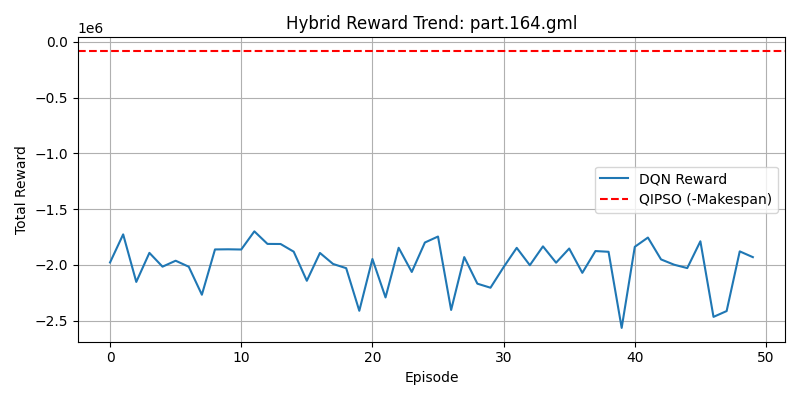 Hybrid Reward Trend: part.164.gml
1e6
0.0
−0.5
−1.0
−1.5
−2.0
−2.5
Total Reward
DQN Reward
QIPSO (-Makespan)
0
10
20
30
40
50
Episode